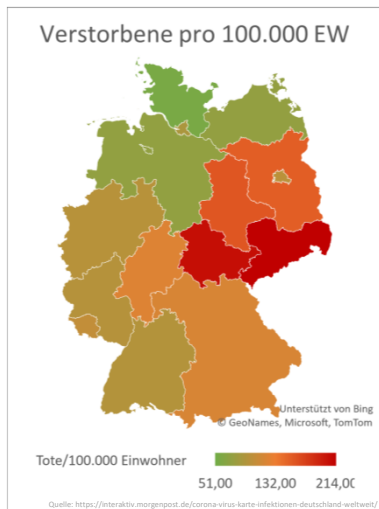 Verstorbene pro 100.000 EW
Unterstützt von Bing
© GeoNames, Microsoft, TomTom
Tote/100.000 Einwohner
51,00 132,00 214,00
Quelle: https://interaktiv.morgenpost.de/corona-virus-karte-infektionen-deutschland-weltweit/